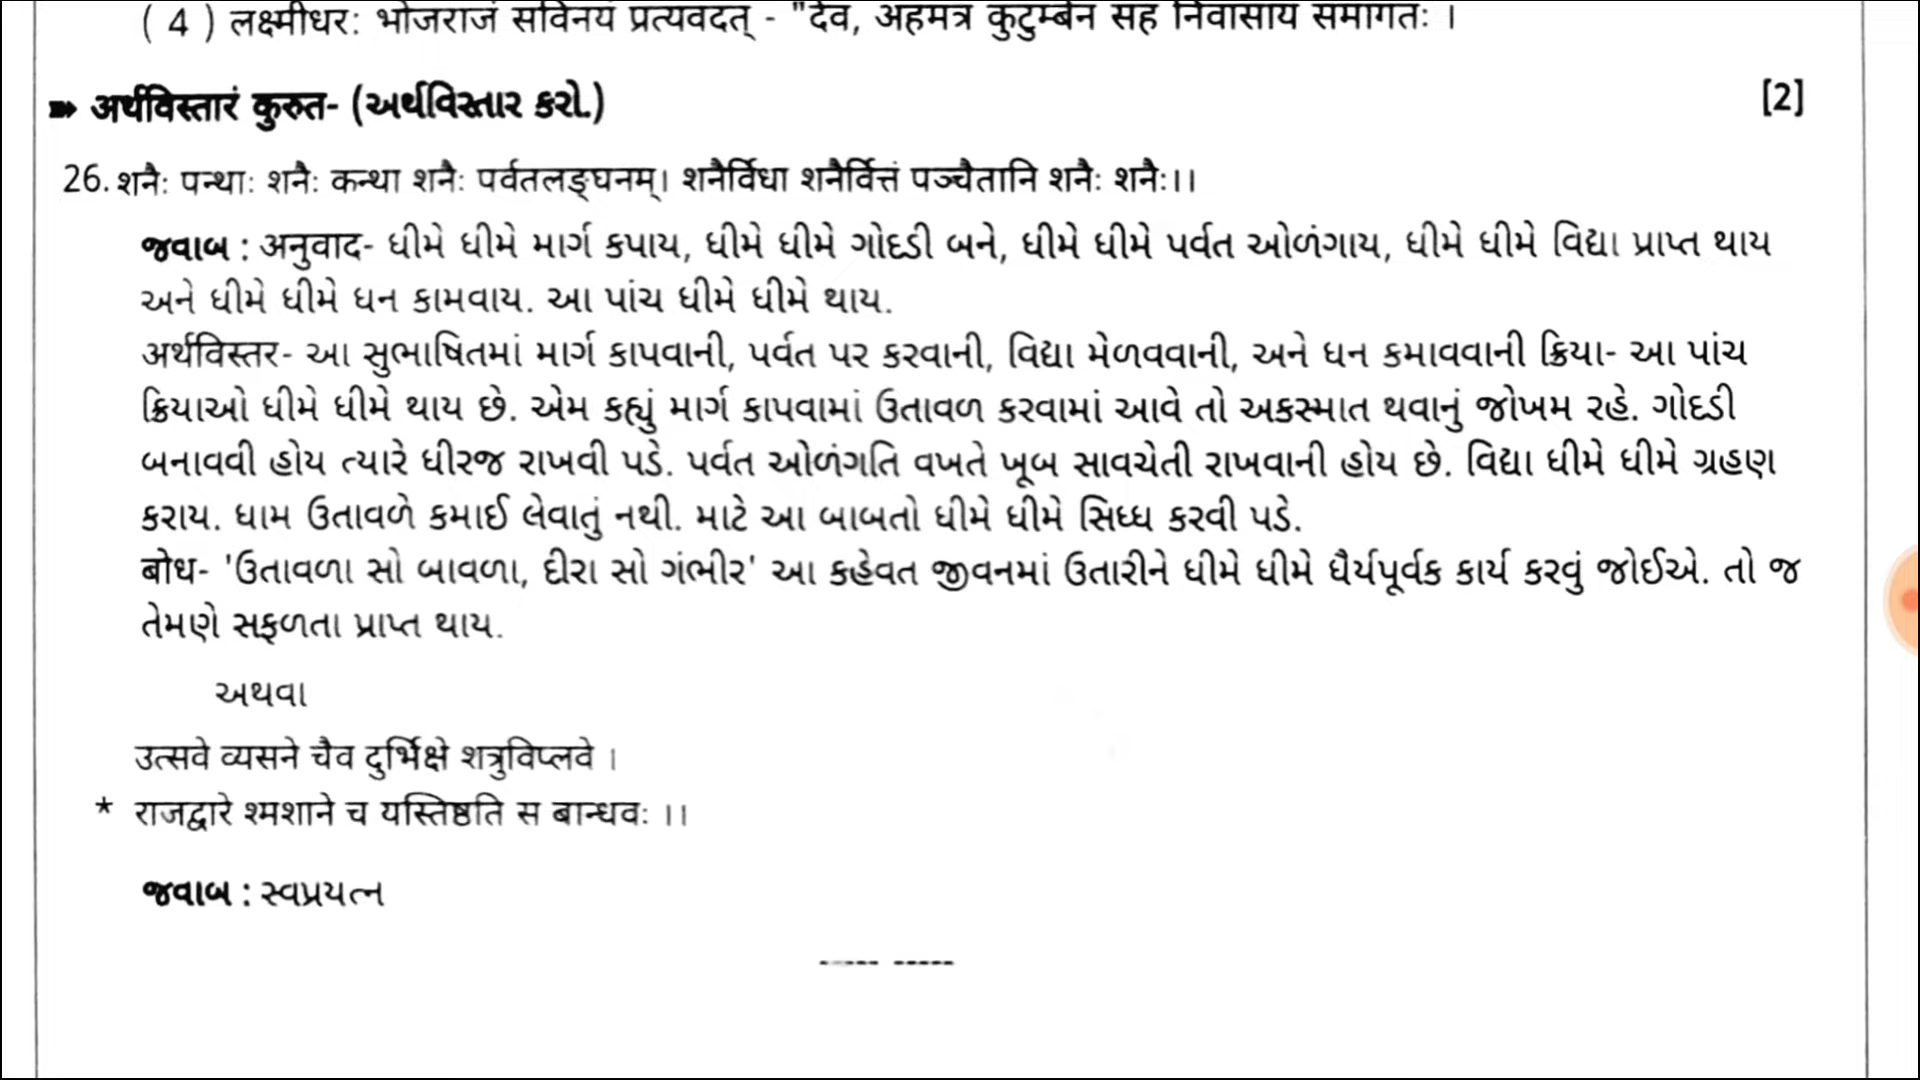 ( 4 ) लक्ष्मीधरः भोजराजं सविनयं प्रत्यवदत् - "देव, अहमत्र कुटुम्बेन सह निवासाय समागतः ।
➽ अर्थविस्तारं कुरुत- (અર્થવિસ્તાર કરો.) [2]
26. शनैः पन्थाः शनैः कन्था शनैः पर्वतलङ्घनम्। शनैर्विधा शनैर्वित्तं पञ्चैतानि शनैः शनैः।।
જવાબ : अनुवाद- ધીમે ધીમે માર્ગ કપાય, ધીમે ધીમે ગોદડી બને, ધીમે ધીમે પર્વત ઓળંગાય, ધીમે ધીમે વિદ્યા પ્રાપ્ત થાય
અને ધીમે ધીમે ધન કામવાય. આ પાંચ ધીમે ધીમે થાય.
અર્થવિસ્તર- આ સુભાષિતમાં માર્ગ કાપવાની, પર્વત પર કરવાની, વિદ્યા મેળવવાની, અને ધન કમાવવાની ક્રિયા- આ પાંચ
ક્રિયાઓ ધીમે ધીમે થાય છે. એમ કહ્યું માર્ગ કાપવામાં ઉતાવળ કરવામાં આવે તો અકસ્માત થવાનું જોખમ રહે. ગોદડી
બનાવવી હોય ત્યારે ધીરજ રાખવી પડે. પર્વત ઓળંગતિ વખતે ખૂબ સાવચેતી રાખવાની હોય છે. વિદ્યા ધીમે ધીમે ગ્રહણ
કરાય. ધામ ઉતાવળે કમાઈ લેવાતું નથી. માટે આ બાબતો ધીમે ધીમે સિધ્ધ કરવી પડે.
બોધ- 'ઉતાવળા સો બાવળા, દીરા સો ગંભીર' આ કહેવત જીવનમાં ઉતારીને ધીમે ધીમે ધૈર્યપૂર્વક કાર્ય કરવું જોઈએ. તો જ
તેમણે સફળતા પ્રાપ્ત થાય.
અથવા
उत्सवे व्यसने चैव दुर्भिक्षे शत्रुविप्लवे ।
* राजद्वारे श्मशाने च यस्तिष्ठति स बान्धवः ।।
જવાબ : સ્વપ્રયત્ન
----- -----